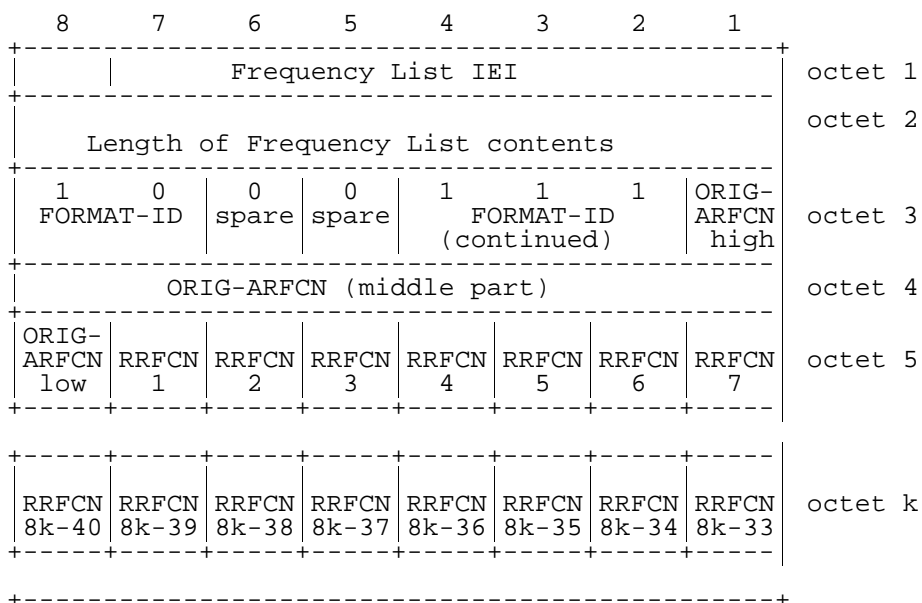 8 7 6 5 4 3 2 1
Frequency List IEI octet 1
octet 2
Length of Frequency List contents
1 0 0 0 1 1 1 ORIG-
FORMAT-ID spare spare FORMAT-ID ARFCN octet 3
(continued) high
ORIG-ARFCN (middle part) octet 4
ORIG-
ARFCN RRFCN RRFCN RRFCN RRFCN RRFCN RRFCN RRFCN octet 5
low 1 2 3 4 5 6 7
RRFCN RRFCN RRFCN RRFCN RRFCN RRFCN RRFCN RRFCN octet k
8k-40 8k-39 8k-38 8k-37 8k-36 8k-35 8k-34 8k-33